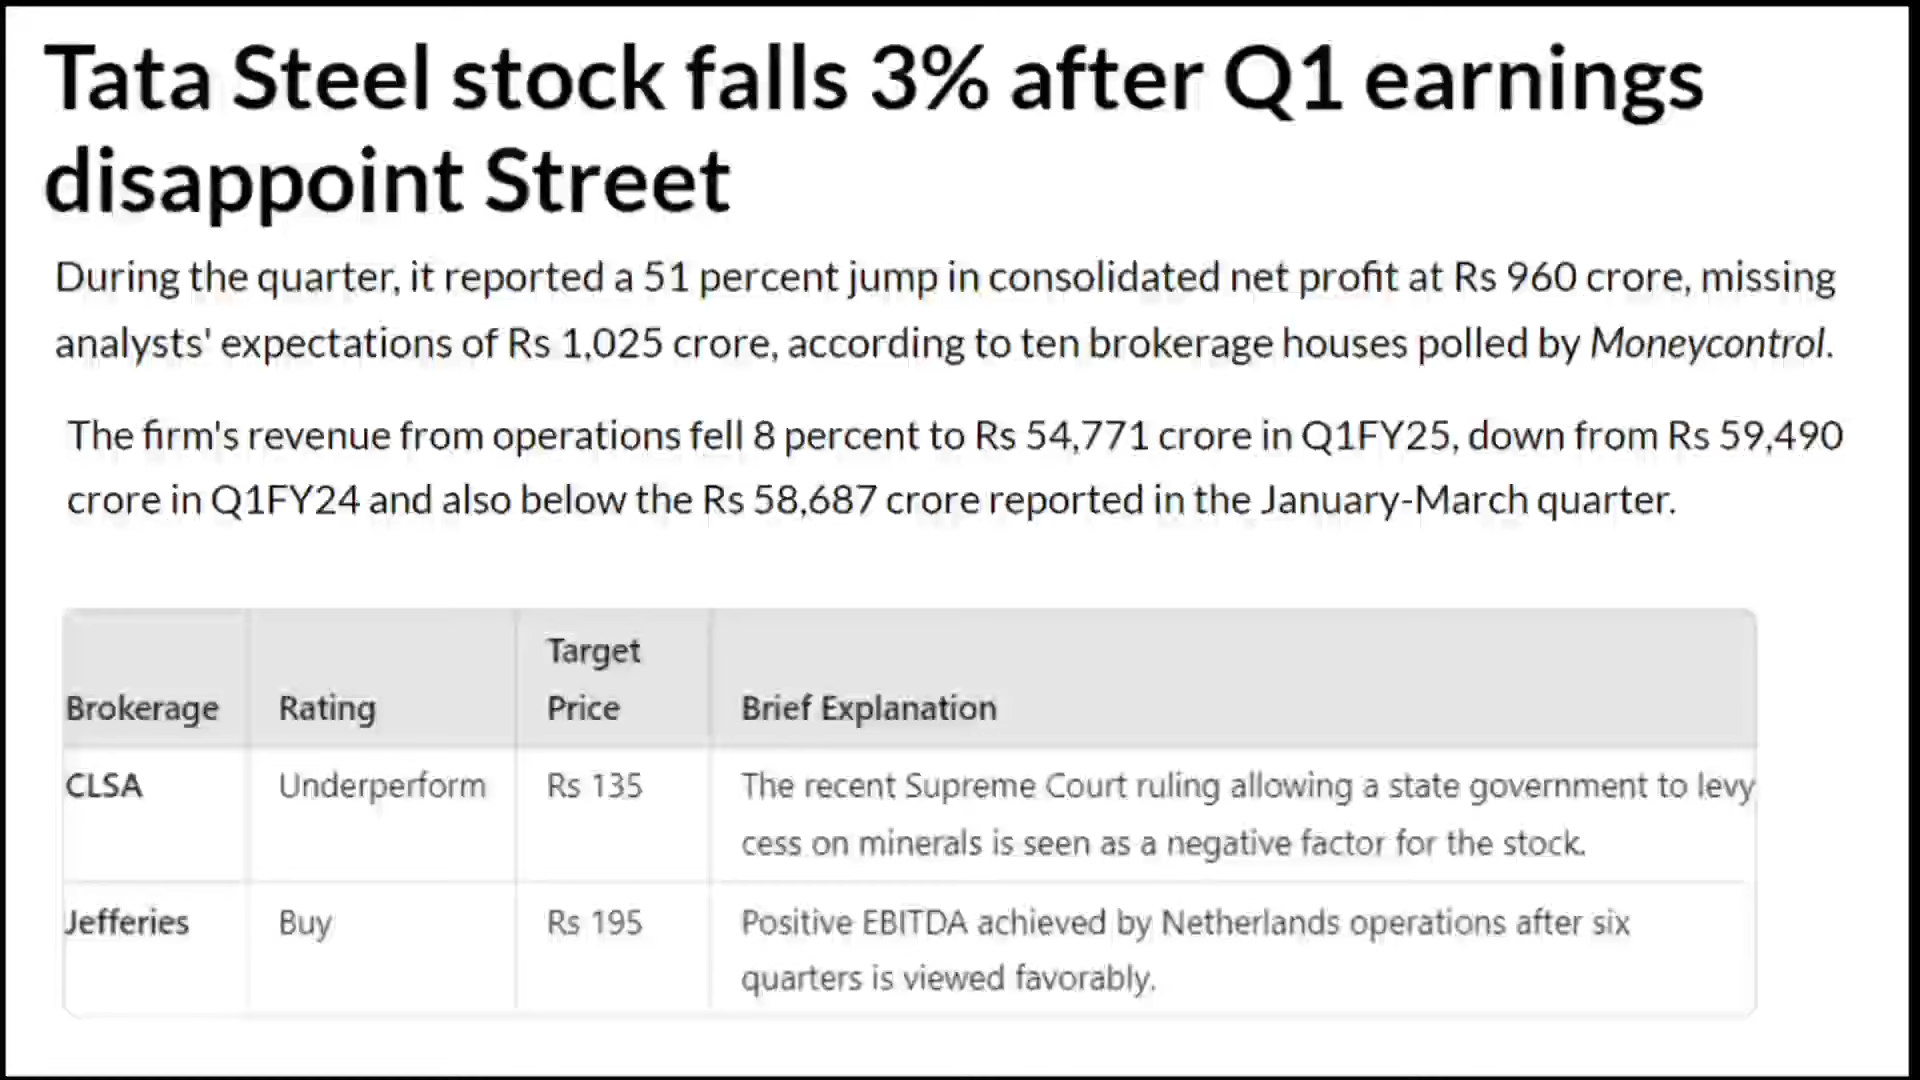 Tata Steel stock falls 3% after Q1 earnings
disappoint Street
During the quarter, it reported a 51 percent jump in consolidated net profit at Rs 960 crore, missing
analysts' expectations of Rs 1,025 crore, according to ten brokerage houses polled by Moneycontrol.
The firm's revenue from operations fell 8 percent to Rs 54,771 crore in Q1FY25, down from Rs 59,490
crore in Q1FY24 and also below the Rs 58,687 crore reported in the January-March quarter.
Target
Brokerage Rating Price Brief Explanation
CLSA Underperform Rs 135 The recent Supreme Court ruling allowing a state government to levy
cess on minerals is seen as a negative factor for the stock.
Jefferies Buy Rs 195 Positive EBITDA achieved by Netherlands operations after six
quarters is viewed favorably.